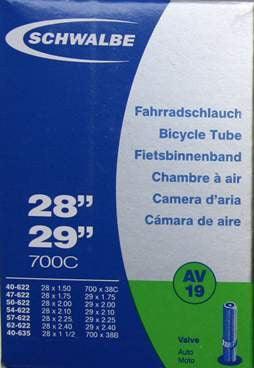 SCHWALBE
Fahrradschlauch
Bicycle Tube
Fietsbinnenband
Chambre à air
Camera d'aria
Cámara de aire
28"
29"
700C
40-622 28 x 1.50 700 x 38C
47-622 28 x 1.75 29 x 1.75
50-622 28 x 2.00 29 x 2.00
54-622 28 x 2.10 29 x 2.10
57-622 28 x 2.25 29 x 2.25
62-622 28 x 2.40 29 x 2.40
40-635 28 x 1 1/2 700 x 38B
AV
19
Valve
Auto
Moto